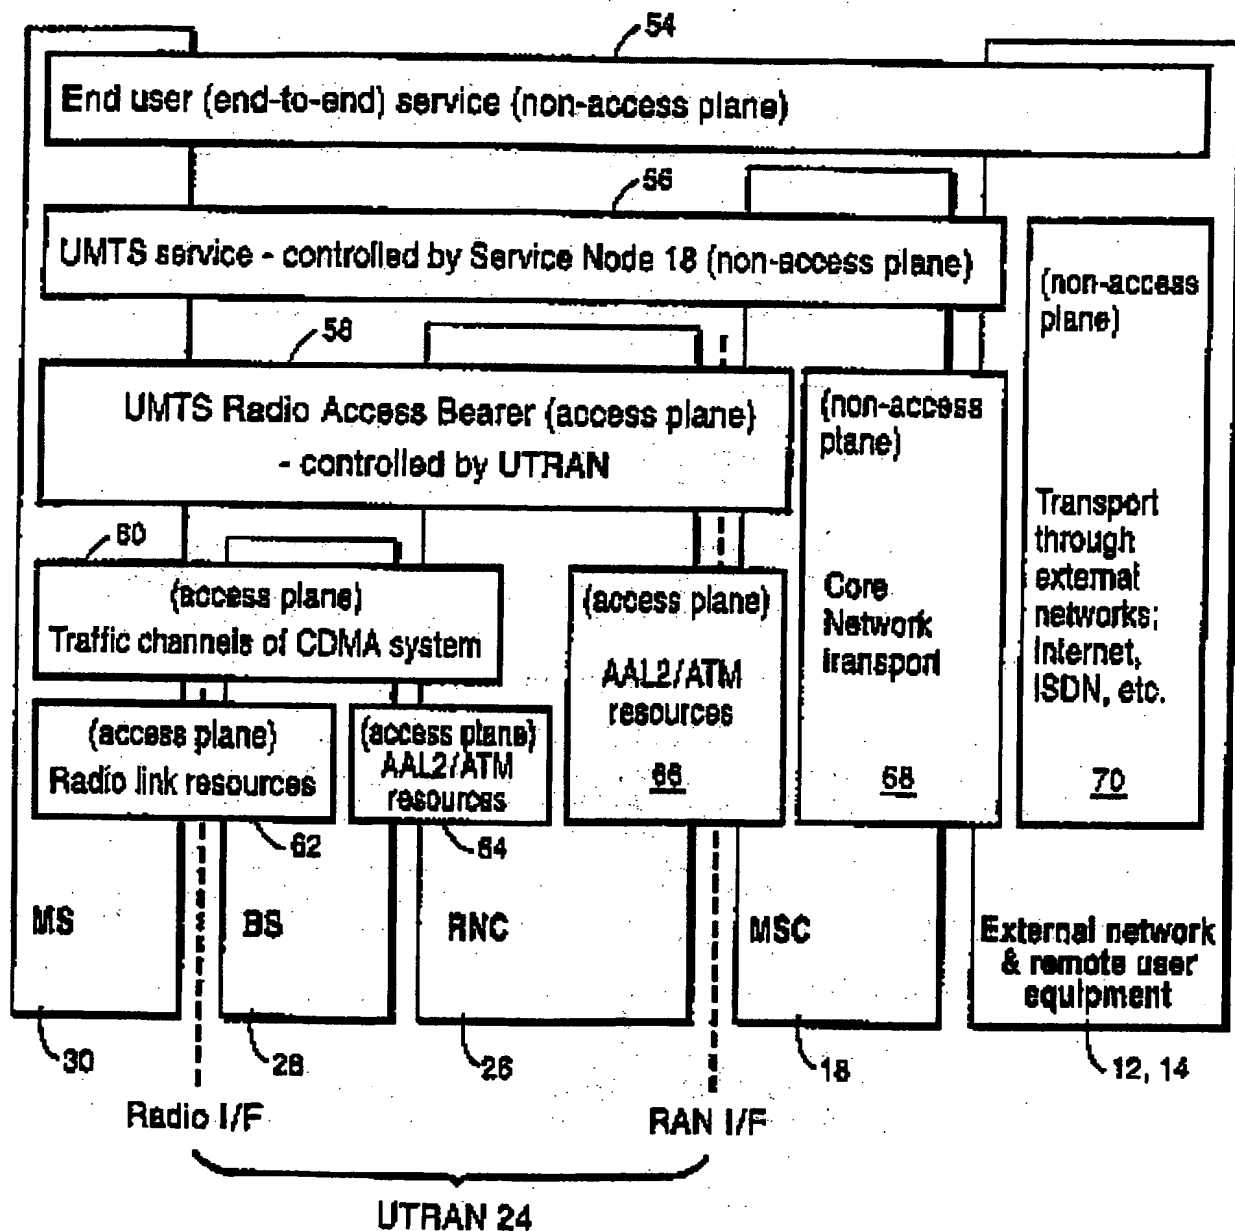 54
End user (end-to-end) service (non-access plane)
56
UMTS service - controlled by Service Node 18 (non-access plane)
(non-access
plane)
58
UMTS Radio Access Bearer (access plane)
- controlled by UTRAN
(non-access
plane)
Transport
through
external
networks;
Internet,
ISDN, etc.
70
60
(access plane)
Traffic channels of CDMA system
(access plane)
AAL2/ATM
resources
66
Core
Network
transport
68
(access plane)
Radio link resources
62
(access plane)
AAL2/ATM
resources
64
MS
BS
RNC
MSC
External network
& remote user
equipment
30
28
26
18
12, 14
Radio I/F
RAN I/F
UTRAN 24